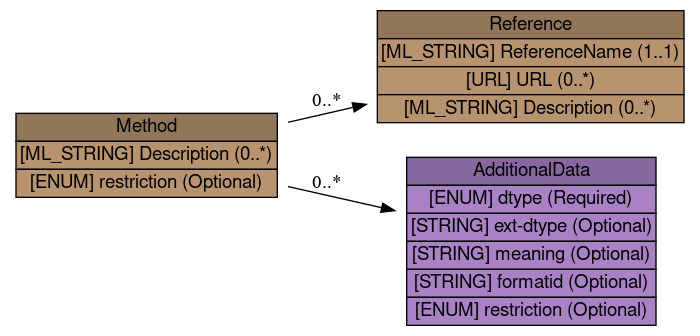 Reference
[ML_STRING] ReferenceName (1..1)
[URL] URL (0..*)
[ML_STRING] Description (0..*)
0..*
Method
[ML_STRING] Description (0..*)
[ENUM] restriction (Optional)
0..*
AdditionalData
[ENUM] dtype (Required)
[STRING] ext-dtype (Optional)
[STRING] meaning (Optional)
[STRING] formatid (Optional)
[ENUM] restriction (Optional)